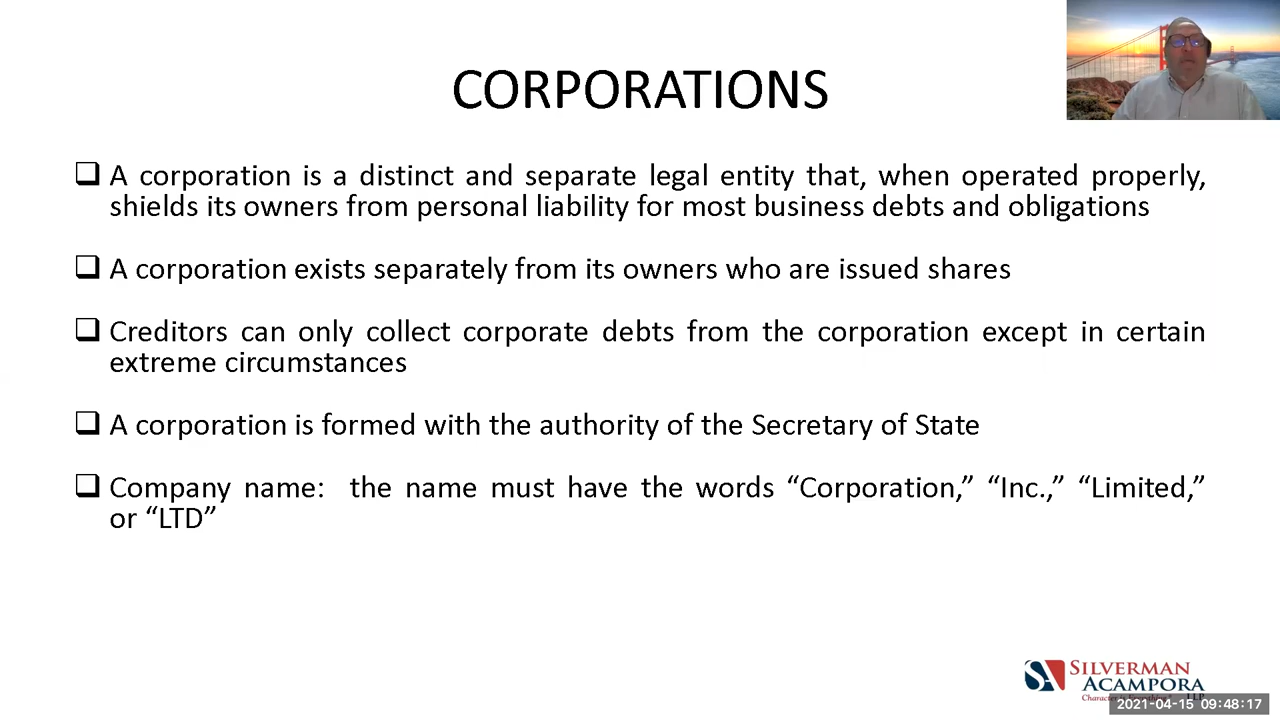 CORPORATIONS
A corporation is a distinct and separate legal entity that, when operated properly,
shields its owners from personal liability for most business debts and obligations
A corporation exists separately from its owners who are issued shares
Creditors can only collect corporate debts from the corporation except in certain
extreme circumstances
A corporation is formed with the authority of the Secretary of State
Company name: the name must have the words “Corporation,” “Inc.,” “Limited,”
or “LTD”
SA SILVERMAN
ACAMPORA
LLP
2021-04-15 09:48:17